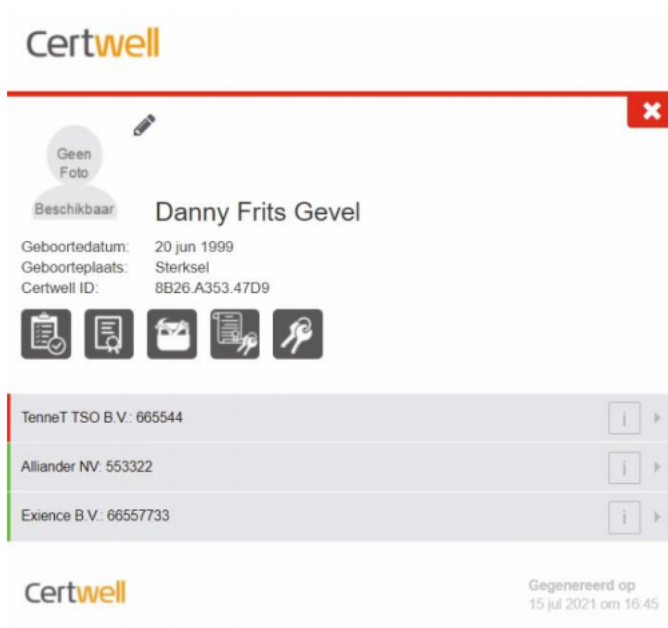 Certwell
Geen
Foto
Beschikbaar
Danny Frits Gevel
Geboortedatum: 20 jun 1999
Geboorteplaats: Sterksel
Certwell ID: 8B26.A353.47D9
TenneT TSO B.V.: 665544
i
Alliander NV: 553322
i
Exience B.V.: 66557733
i
Certwell
Gegenereerd op
15 jul 2021 om 16:45